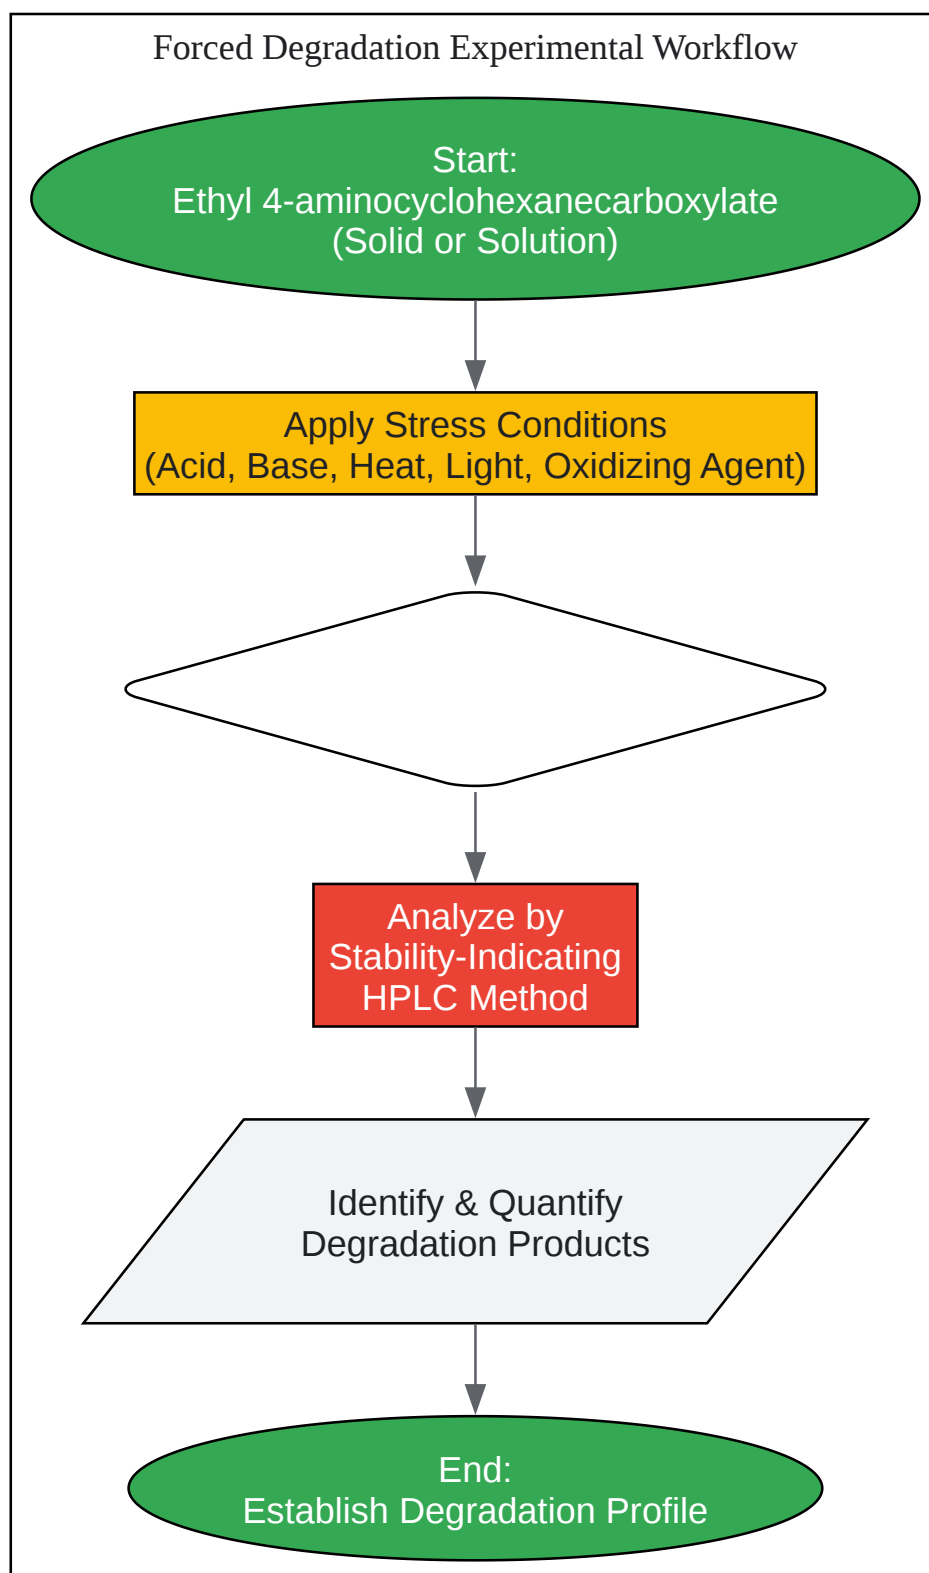 Forced Degradation Experimental Workflow
Start:
Ethyl 4-aminocyclohexanecarboxylate
(Solid or Solution)
Apply Stress Conditions
(Acid, Base, Heat, Light, Oxidizing Agent)
Analyze by
Stability-Indicating
HPLC Method
Identify & Quantify
Degradation Products
End:
Establish Degradation Profile